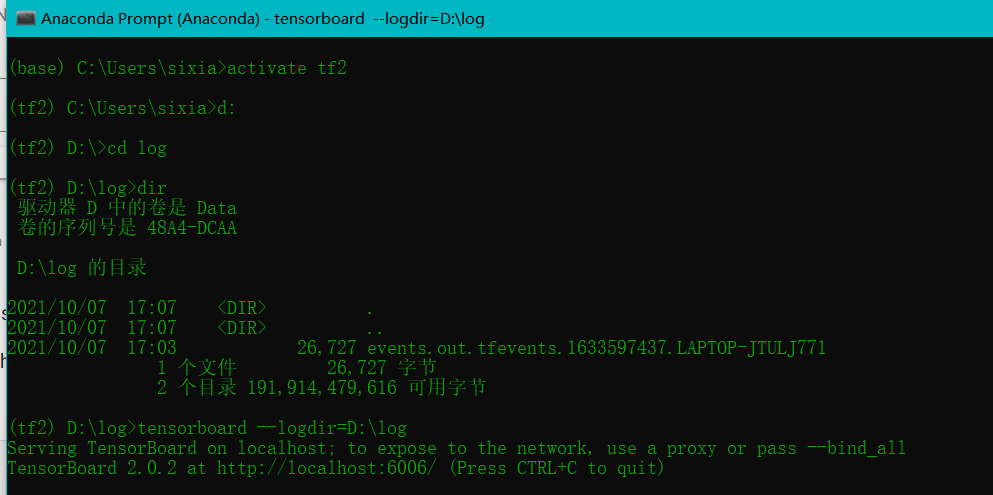 Anaconda Prompt (Anaconda) - tensorboard  --logdir=D:\log
(base) C:\Users\sixia>activate tf2
(tf2) C:\Users\sixia>d:
(tf2) D:\>cd log
(tf2) D:\log>dir
驱动器 D 中的卷是 Data
卷的序列号是 48A4-DCAA
D:\log 的目录
2021/10/07  17:07    <DIR>          .
2021/10/07  17:07    <DIR>          ..
2021/10/07  17:03            26,727 events.out.tfevents.1633597437.LAPTOP-JTULJ771
1 个文件         26,727 字节
2 个目录 191,914,479,616 可用字节
(tf2) D:\log>tensorboard --logdir=D:\log
Serving TensorBoard on localhost; to expose to the network, use a proxy or pass --bind_all
TensorBoard 2.0.2 at http://localhost:6006/ (Press CTRL+C to quit)